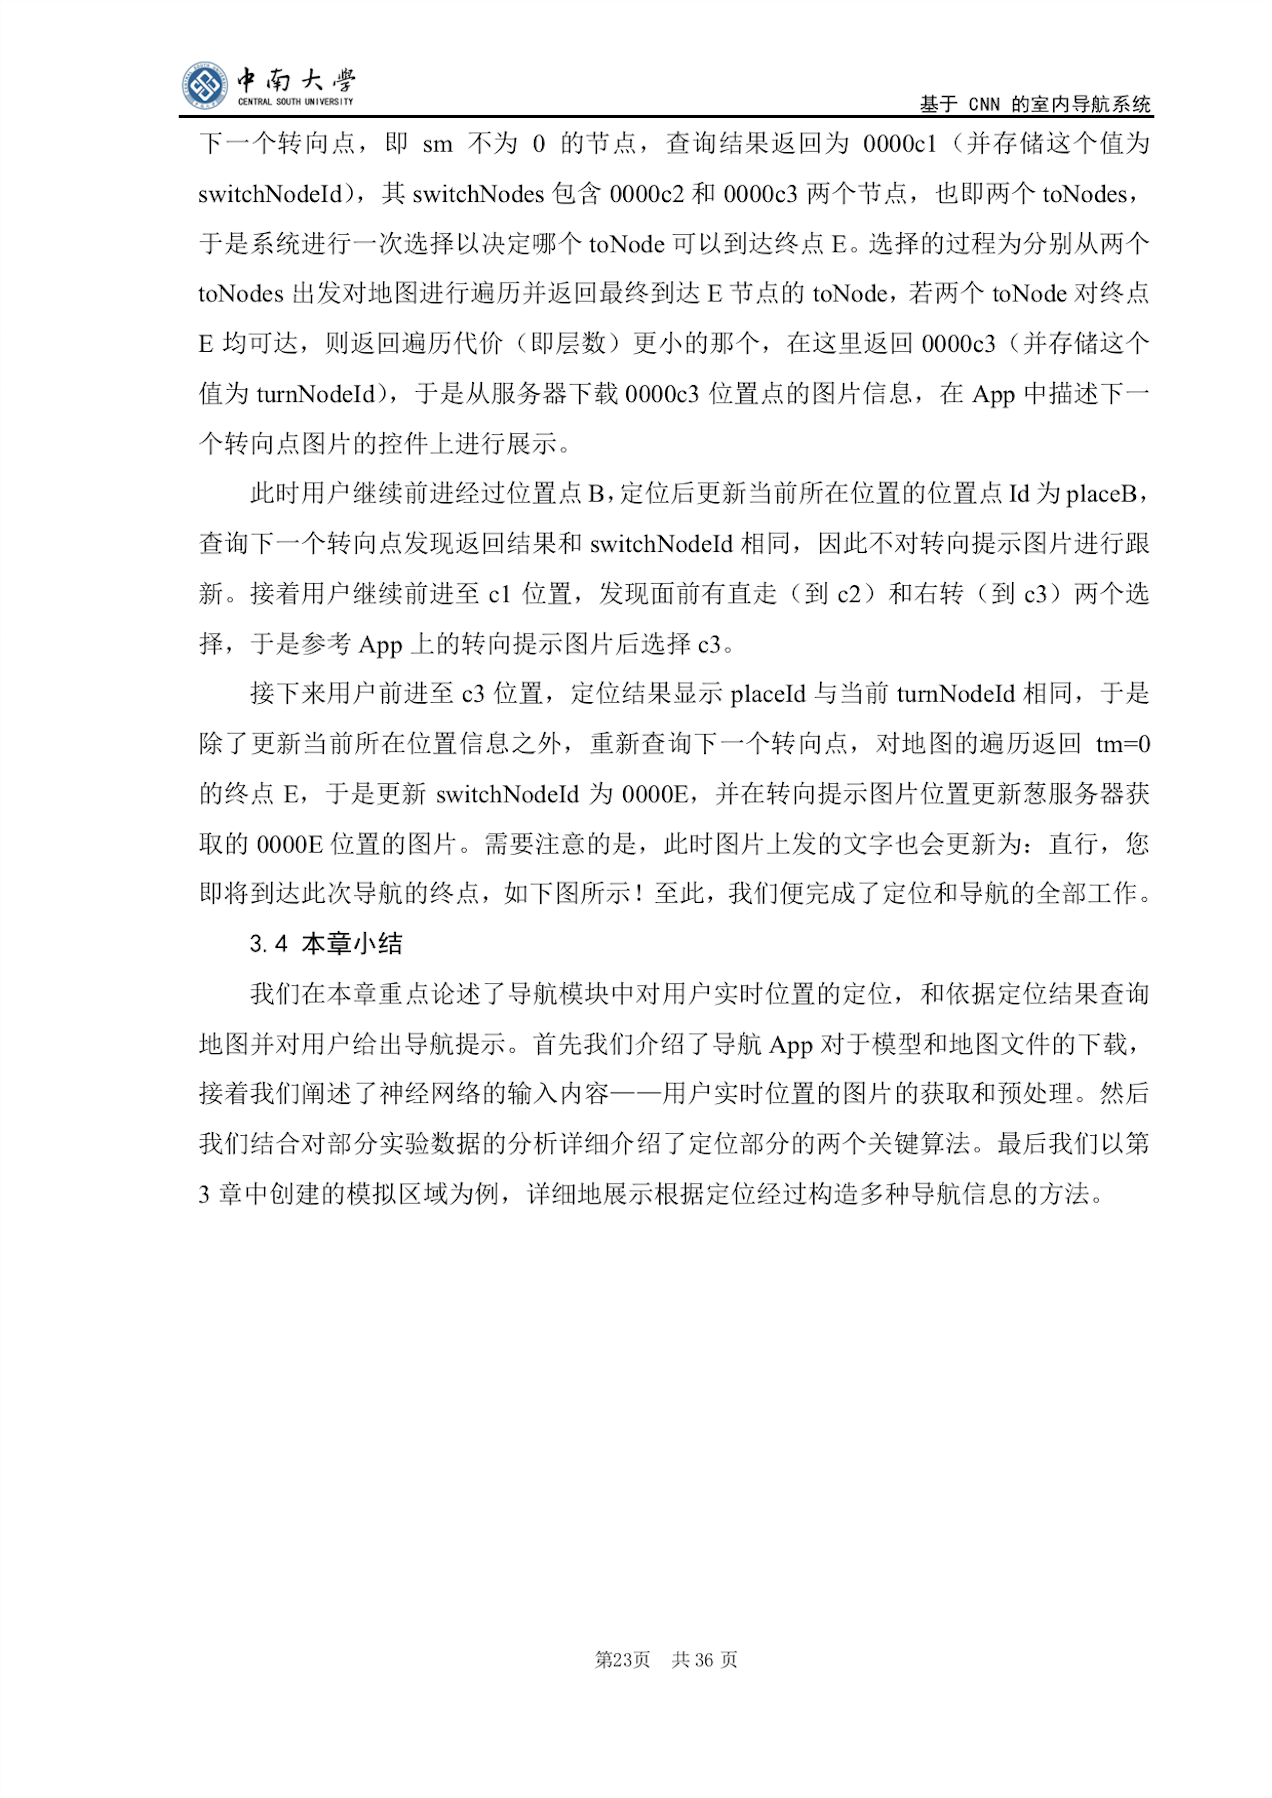 中南大学
CENTRAL SOUTH UNIVERSITY
基于 CNN 的室内导航系统
下一个转向点，即 sm 不为 0 的节点，查询结果返回为 0000c1（并存储这个值为
switchNodeId），其 switchNodes 包含 0000c2 和 0000c3 两个节点，也即两个 toNodes，
于是系统进行一次选择以决定哪个 toNode 可以到达终点 E。选择的过程为分别从两个
toNodes 出发对地图进行遍历并返回最终到达 E 节点的 toNode，若两个 toNode 对终点
E 均可达，则返回遍历代价（即层数）更小的那个，在这里返回 0000c3（并存储这个
值为 turnNodeId），于是从服务器下载 0000c3 位置点的图片信息，在 App 中描述下一
个转向点图片的控件上进行展示。
此时用户继续前进经过位置点 B，定位后更新当前所在位置的位置点 Id 为 placeB，
查询下一个转向点发现返回结果和 switchNodeId 相同，因此不对转向提示图片进行跟
新。接着用户继续前进至 c1 位置，发现面前有直走（到 c2）和右转（到 c3）两个选
择，于是参考 App 上的转向提示图片后选择 c3。
接下来用户前进至 c3 位置，定位结果显示 placeId 与当前 turnNodeId 相同，于是
除了更新当前所在位置信息之外，重新查询下一个转向点，对地图的遍历返回 tm=0
的终点 E，于是更新 switchNodeId 为 0000E，并在转向提示图片位置更新葱服务器获
取的 0000E 位置的图片。需要注意的是，此时图片上发的文字也会更新为：直行，您
即将到达此次导航的终点，如下图所示！至此，我们便完成了定位和导航的全部工作。
3.4 本章小结
我们在本章重点论述了导航模块中对用户实时位置的定位，和依据定位结果查询
地图并对用户给出导航提示。首先我们介绍了导航 App 对于模型和地图文件的下载，
接着我们阐述了神经网络的输入内容——用户实时位置的图片的获取和预处理。然后
我们结合对部分实验数据的分析详细介绍了定位部分的两个关键算法。最后我们以第
3 章中创建的模拟区域为例，详细地展示根据定位经过构造多种导航信息的方法。
第23页 共 36 页